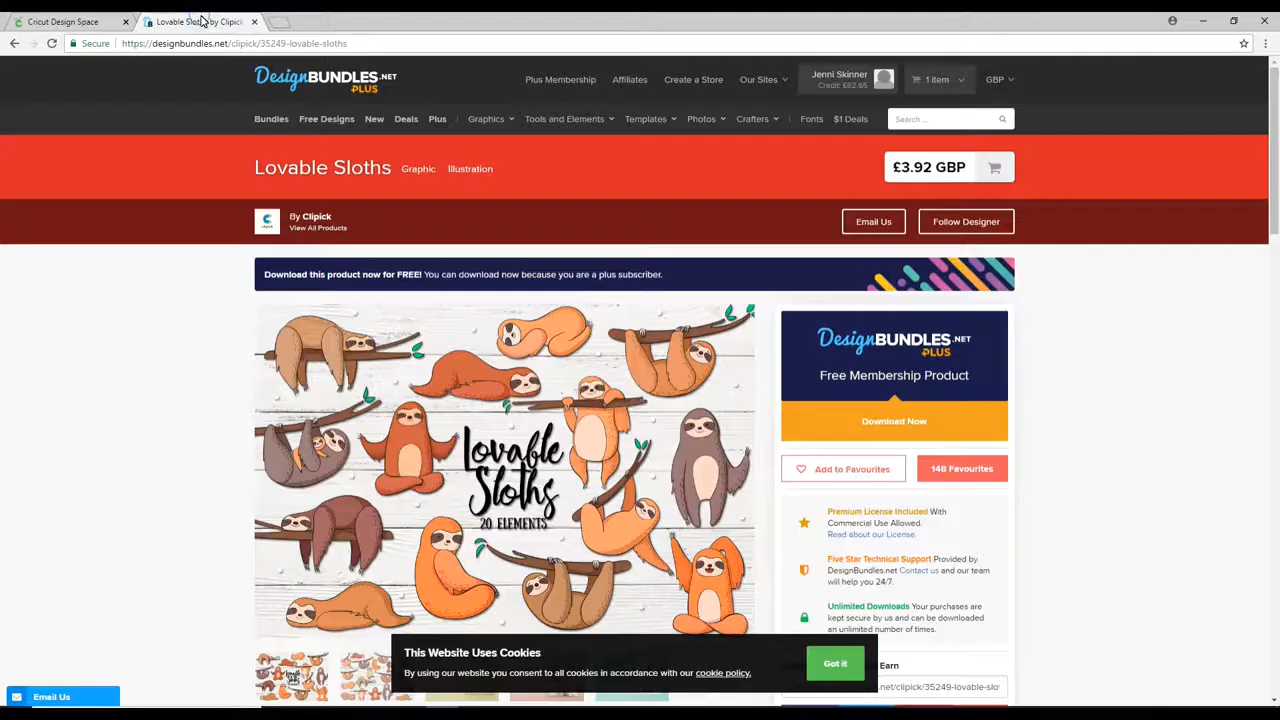 Cricut Design Space
Lovable Sloths by Clipick
Secure https://designbundles.net/clipick/35249-lovable-sloths
DesignBUNDLES.NET PLUS
Plus Membership Affiliates Create a Store Our Sites
Jenni Skinner
Credit: £62.65
1 Item
GBP
Bundles Free Designs New Deals Plus Graphics Tools and Elements Templates Photos Crafters Fonts $1 Deals
Search ...
Lovable Sloths Graphic Illustration
£3.92 GBP
By Clipick
View All Products
Email Us
Follow Designer
Download this product now for FREE! You can download now because you are a plus subscriber.
Lovable
Sloths
20 ELEMENTS
DesignBUNDLES.NET
PLUS
Free Membership Product
Download Now
Add to Favourites
148 Favourites
Premium License Included With
Commercial Use Allowed.
Read about our License.
Five Star Technical Support Provided by
DesignBundles.net Contact us and our team
will help you 24/7.
Unlimited Downloads Your purchases are
kept secure by us and can be downloaded
an unlimited number of times.
This Website Uses Cookies
By using our website you consent to all cookies in accordance with our cookie policy.
Got it
Earn
.net/clipick/35249-lovable-slo
Email Us